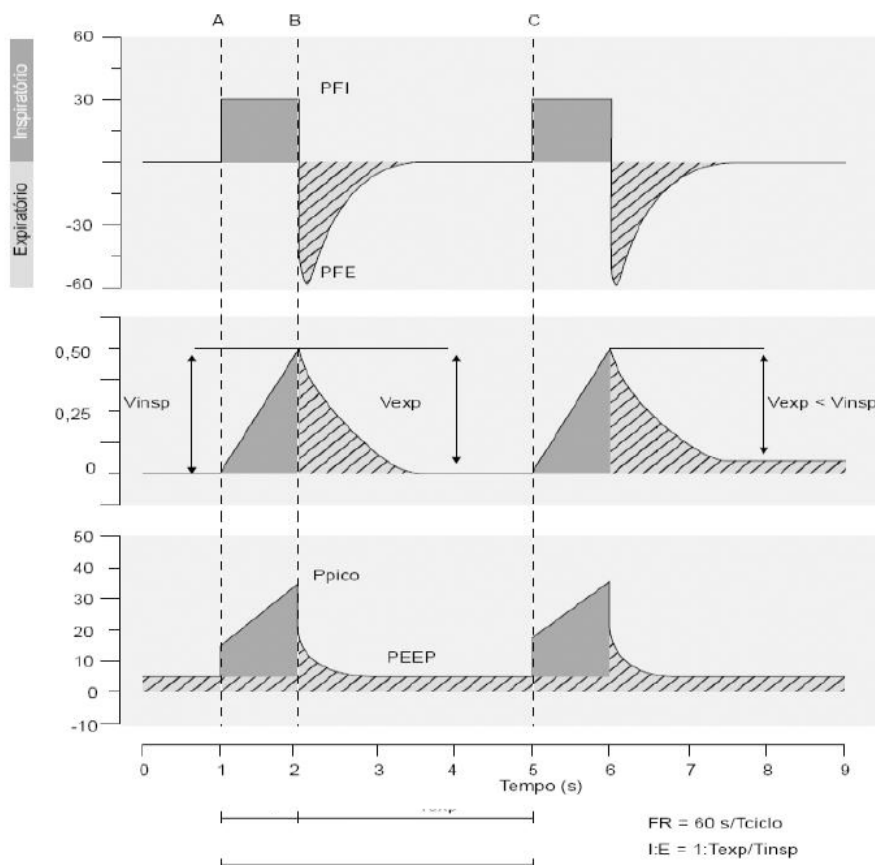 A B C
60
30
-30
-60
Inspiratório
Expiratório
PFI
PFE
0,50
0,25
0
Vinsp
Vexp
Vexp < Vinsp
50
40
30
20
10
0
-10
Ppico
PEEP
0 1 2 3 4 5 6 7 8 9
Tempo (s)
FR = 60 s/Tciclo
I:E = 1:Texp/Tinsp